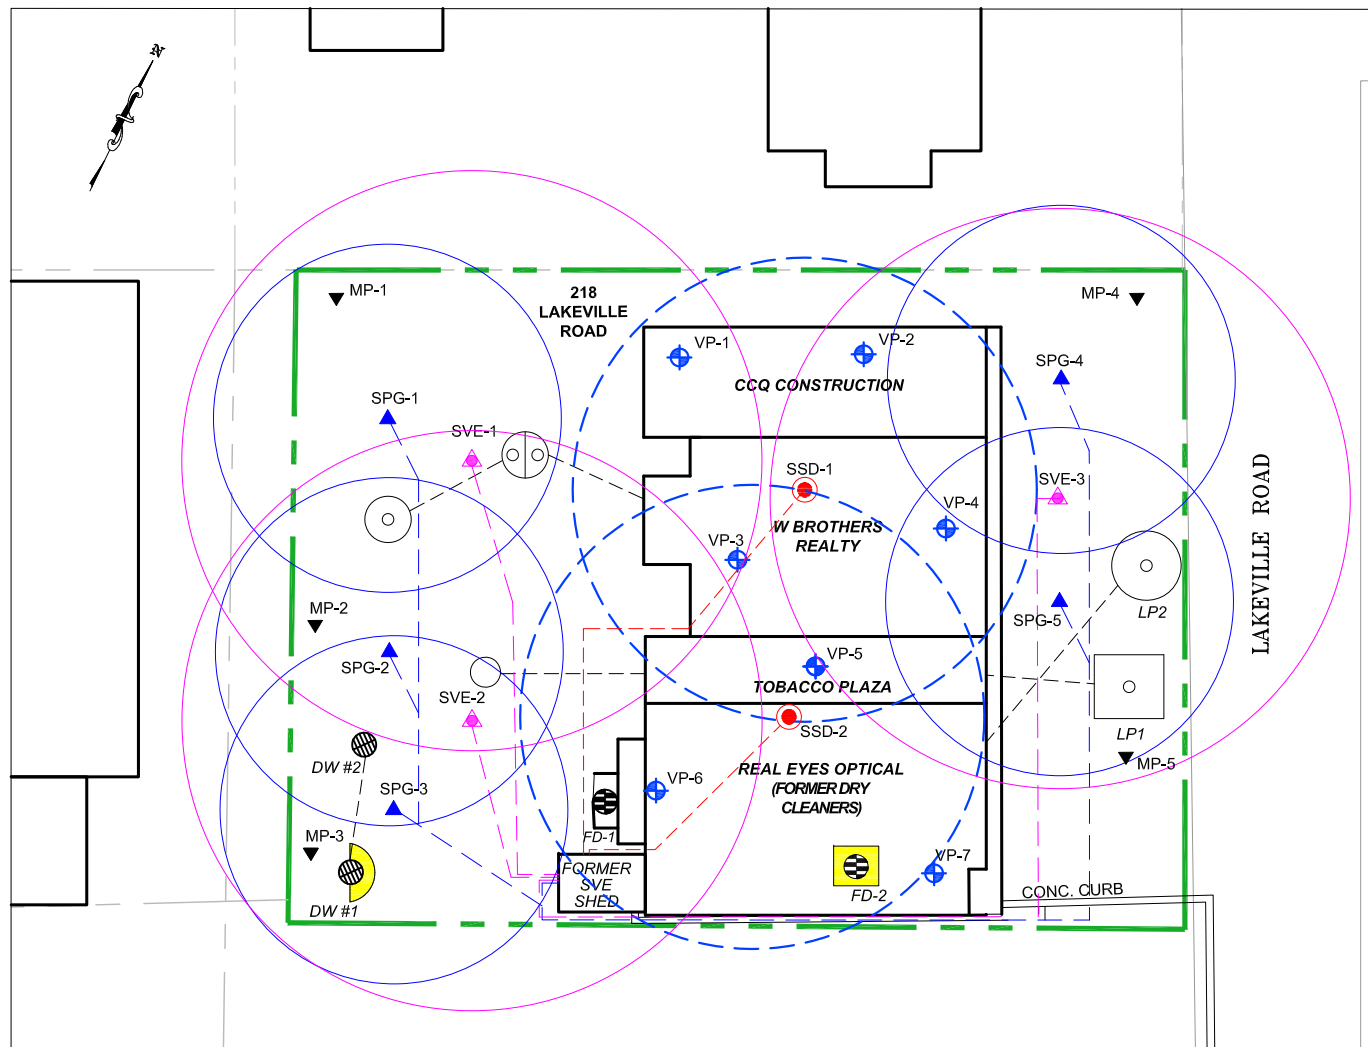 N
MP-1
218
LAKEVILLE
ROAD
MP-4
VP-1
VP-2
SPG-4
CCQ CONSTRUCTION
SPG-1
SVE-1
SSD-1
SVE-3
VP-4
W BROTHERS
REALTY
VP-3
LAKEVILLE ROAD
MP-2
SPG-5
LP2
SPG-2
VP-5
TOBACCO PLAZA
SVE-2
SSD-2
LP1
MP-5
DW #2
REAL EYES OPTICAL
(FORMER DRY
CLEANERS)
VP-6
SPG-3
MP-3
FD-1
VP-7
FORMER
SVE
SHED
FD-2
CONC. CURB
DW #1